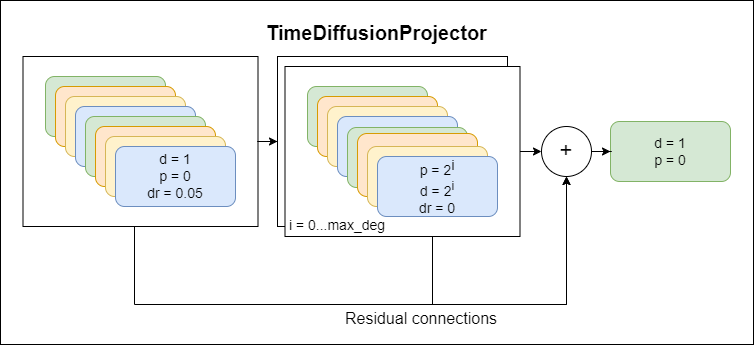 TimeDiffusionProjector
d = 1
p = 0
dr = 0.05
p = 2^i
d = 2^i
dr = 0
i = 0...max_deg
+
d = 1
p = 0
Residual connections